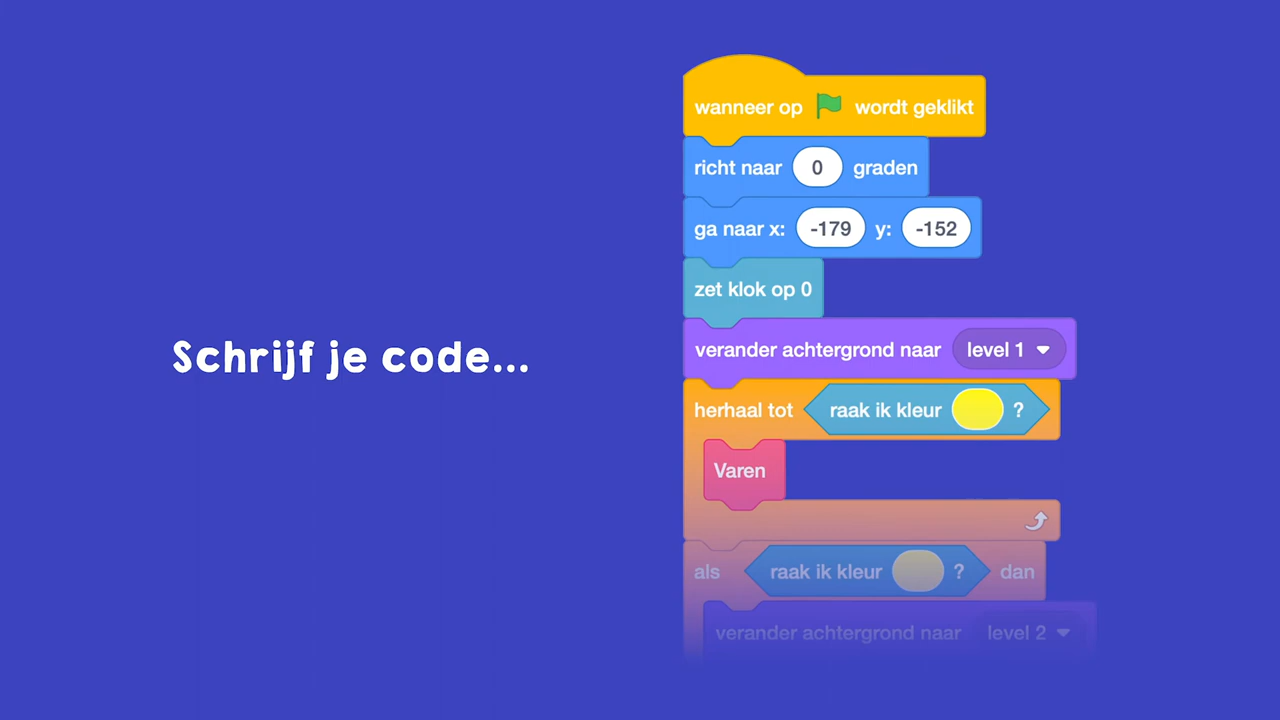 Schrijf je code...
wanneer op wordt geklikt
richt naar 0 graden
ga naar x: -179 y: -152
zet klok op 0
verander achtergrond naar level 1
herhaal tot raak ik kleur ?
Varen
als raak ik kleur ? dan
verander achtergrond naar level 2